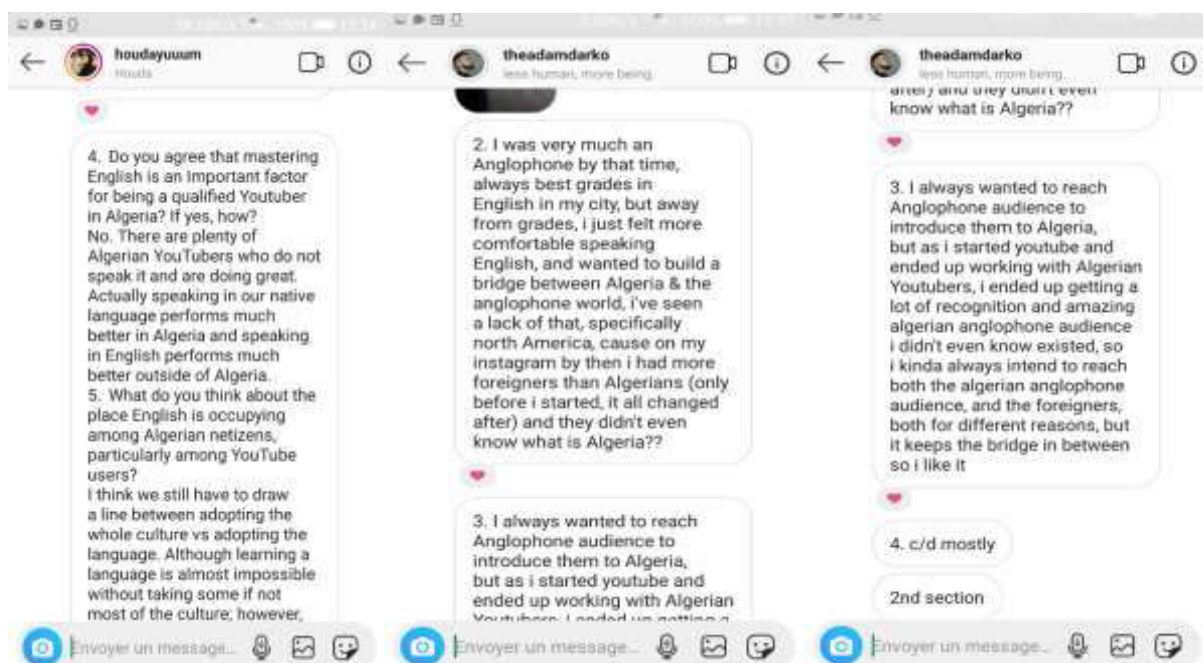 houdayuuum
Houda
4. Do you agree that mastering
English is an Important factor
for being a qualified Youtuber
in Algeria? If yes, how?
No. There are plenty of
Algerian YouTubers who do not
speak it and are doing great.
Actually speaking in our native
language performs much
better in Algeria and speaking
in English performs much
better outside of Algeria.
5. What do you think about the
place English is occupying
among Algerian netizens,
particularly among YouTube
users?
I think we still have to draw
a line between adopting the
whole culture vs adopting the
language. Although learning a
language is almost impossible
without taking some if not
most of the culture; however,
Envoyer un message...
theadamdarko
less human, more being.
2. I was very much an
Anglophone by that time,
always best grades in
English in my city, but away
from grades, i just felt more
comfortable speaking
English, and wanted to build a
bridge between Algeria & the
anglophone world, i've seen
a lack of that, specifically
north America, cause on my
instagram by then i had more
foreigners than Algerians (only
before i started, it all changed
after) and they didn't even
know what is Algeria??
3. I always wanted to reach
Anglophone audience to
introduce them to Algeria,
but as i started youtube and
ended up working with Algerian
Youtubers, i ended up getting a
Envoyer un message...
theadamdarko
less human, more being.
after) and they didn't even
know what is Algeria??
3. I always wanted to reach
Anglophone audience to
introduce them to Algeria,
but as i started youtube and
ended up working with Algerian
Youtubers, i ended up getting a
lot of recognition and amazing
algerian anglophone audience
i didn't even know existed, so
i kinda always intend to reach
both the algerian anglophone
audience, and the foreigners,
both for different reasons, but
it keeps the bridge in between
so i like it
4. c/d mostly
2nd section
Envoyer un message...